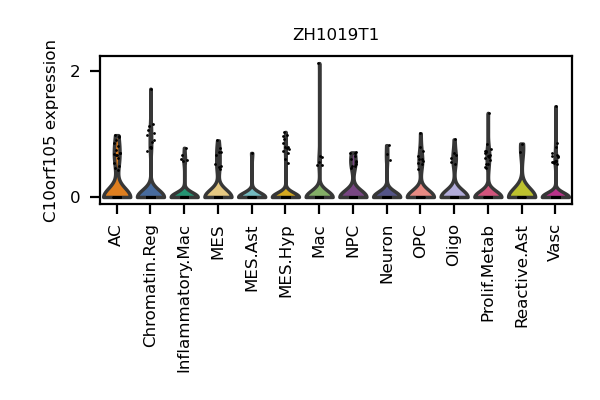 ZH1019T1
C10orf105 expression
2
0
AC
Chromatin.Reg
Inflammatory.Mac
MES
MES.Ast
MES.Hyp
Mac
NPC
Neuron
OPC
Oligo
Prolif.Metab
Reactive.Ast
Vasc